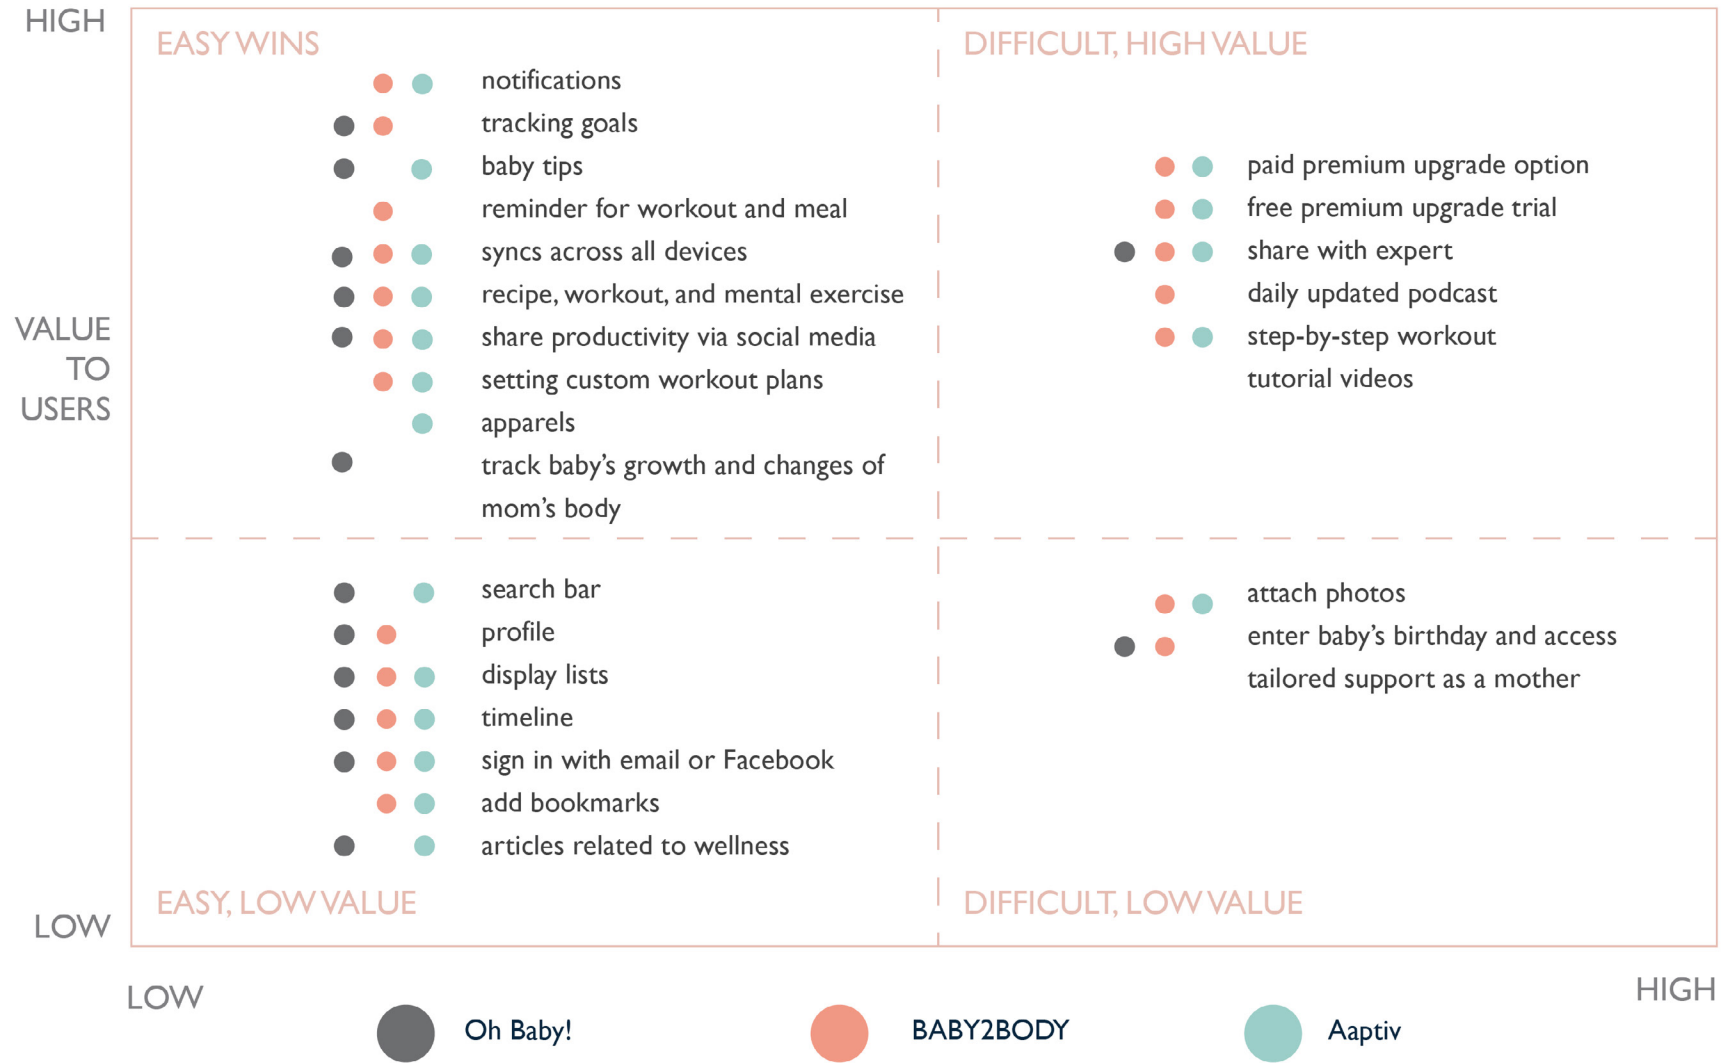 HIGH
EASY WINS
DIFFICULT, HIGH VALUE
notifications
tracking goals
baby tips
reminder for workout and meal
syncs across all devices
recipe, workout, and mental exercise
share productivity via social media
setting custom workout plans
apparels
track baby's growth and changes of
mom's body
paid premium upgrade option
free premium upgrade trial
share with expert
daily updated podcast
step-by-step workout
tutorial videos
VALUE
TO
USERS
search bar
profile
display lists
timeline
sign in with email or Facebook
add bookmarks
articles related to wellness
attach photos
enter baby's birthday and access
tailored support as a mother
EASY, LOW VALUE
DIFFICULT, LOW VALUE
LOW
LOW
HIGH
Oh Baby!
BABY2BODY
Aaptiv